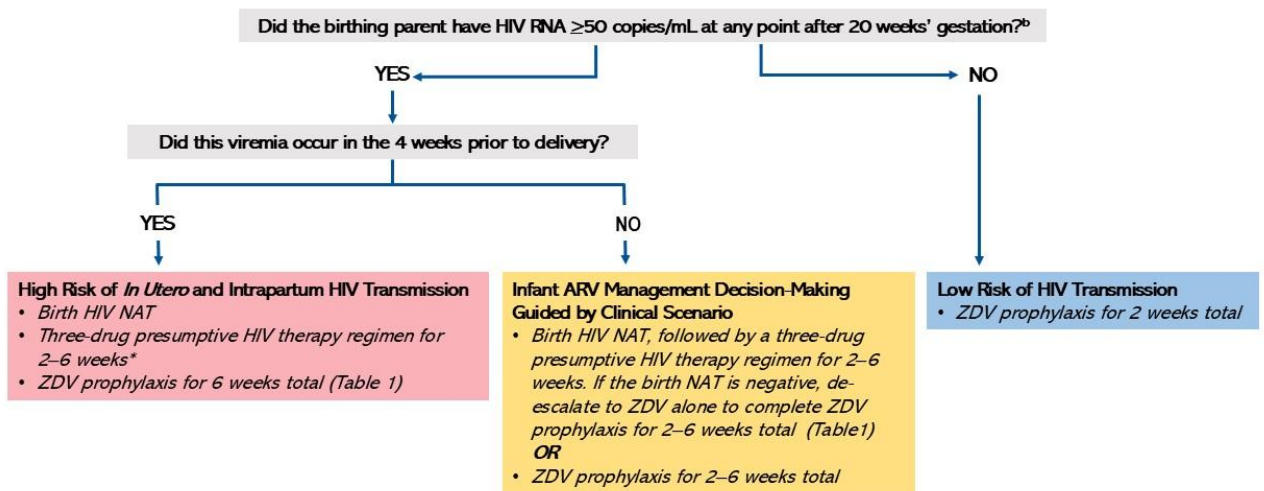 Did the birthing parent have HIV RNA ≥50 copies/mL at any point after 20 weeks' gestation?ᵇ
YES
NO
Did this viremia occur in the 4 weeks prior to delivery?
YES
NO
High Risk of In Utero and Intrapartum HIV Transmission
• Birth HIV NAT
• Three-drug presumptive HIV therapy regimen for
2–6 weeks*
• ZDV prophylaxis for 6 weeks total (Table 1)
Infant ARV Management Decision-Making
Guided by Clinical Scenario
• Birth HIV NAT, followed by a three-drug
presumptive HIV therapy regimen for 2–6
weeks. If the birth NAT is negative, de-
escalate to ZDV alone to complete ZDV
prophylaxis for 2–6 weeks total (Table1)
OR
• ZDV prophylaxis for 2–6 weeks total
Low Risk of HIV Transmission
• ZDV prophylaxis for 2 weeks total